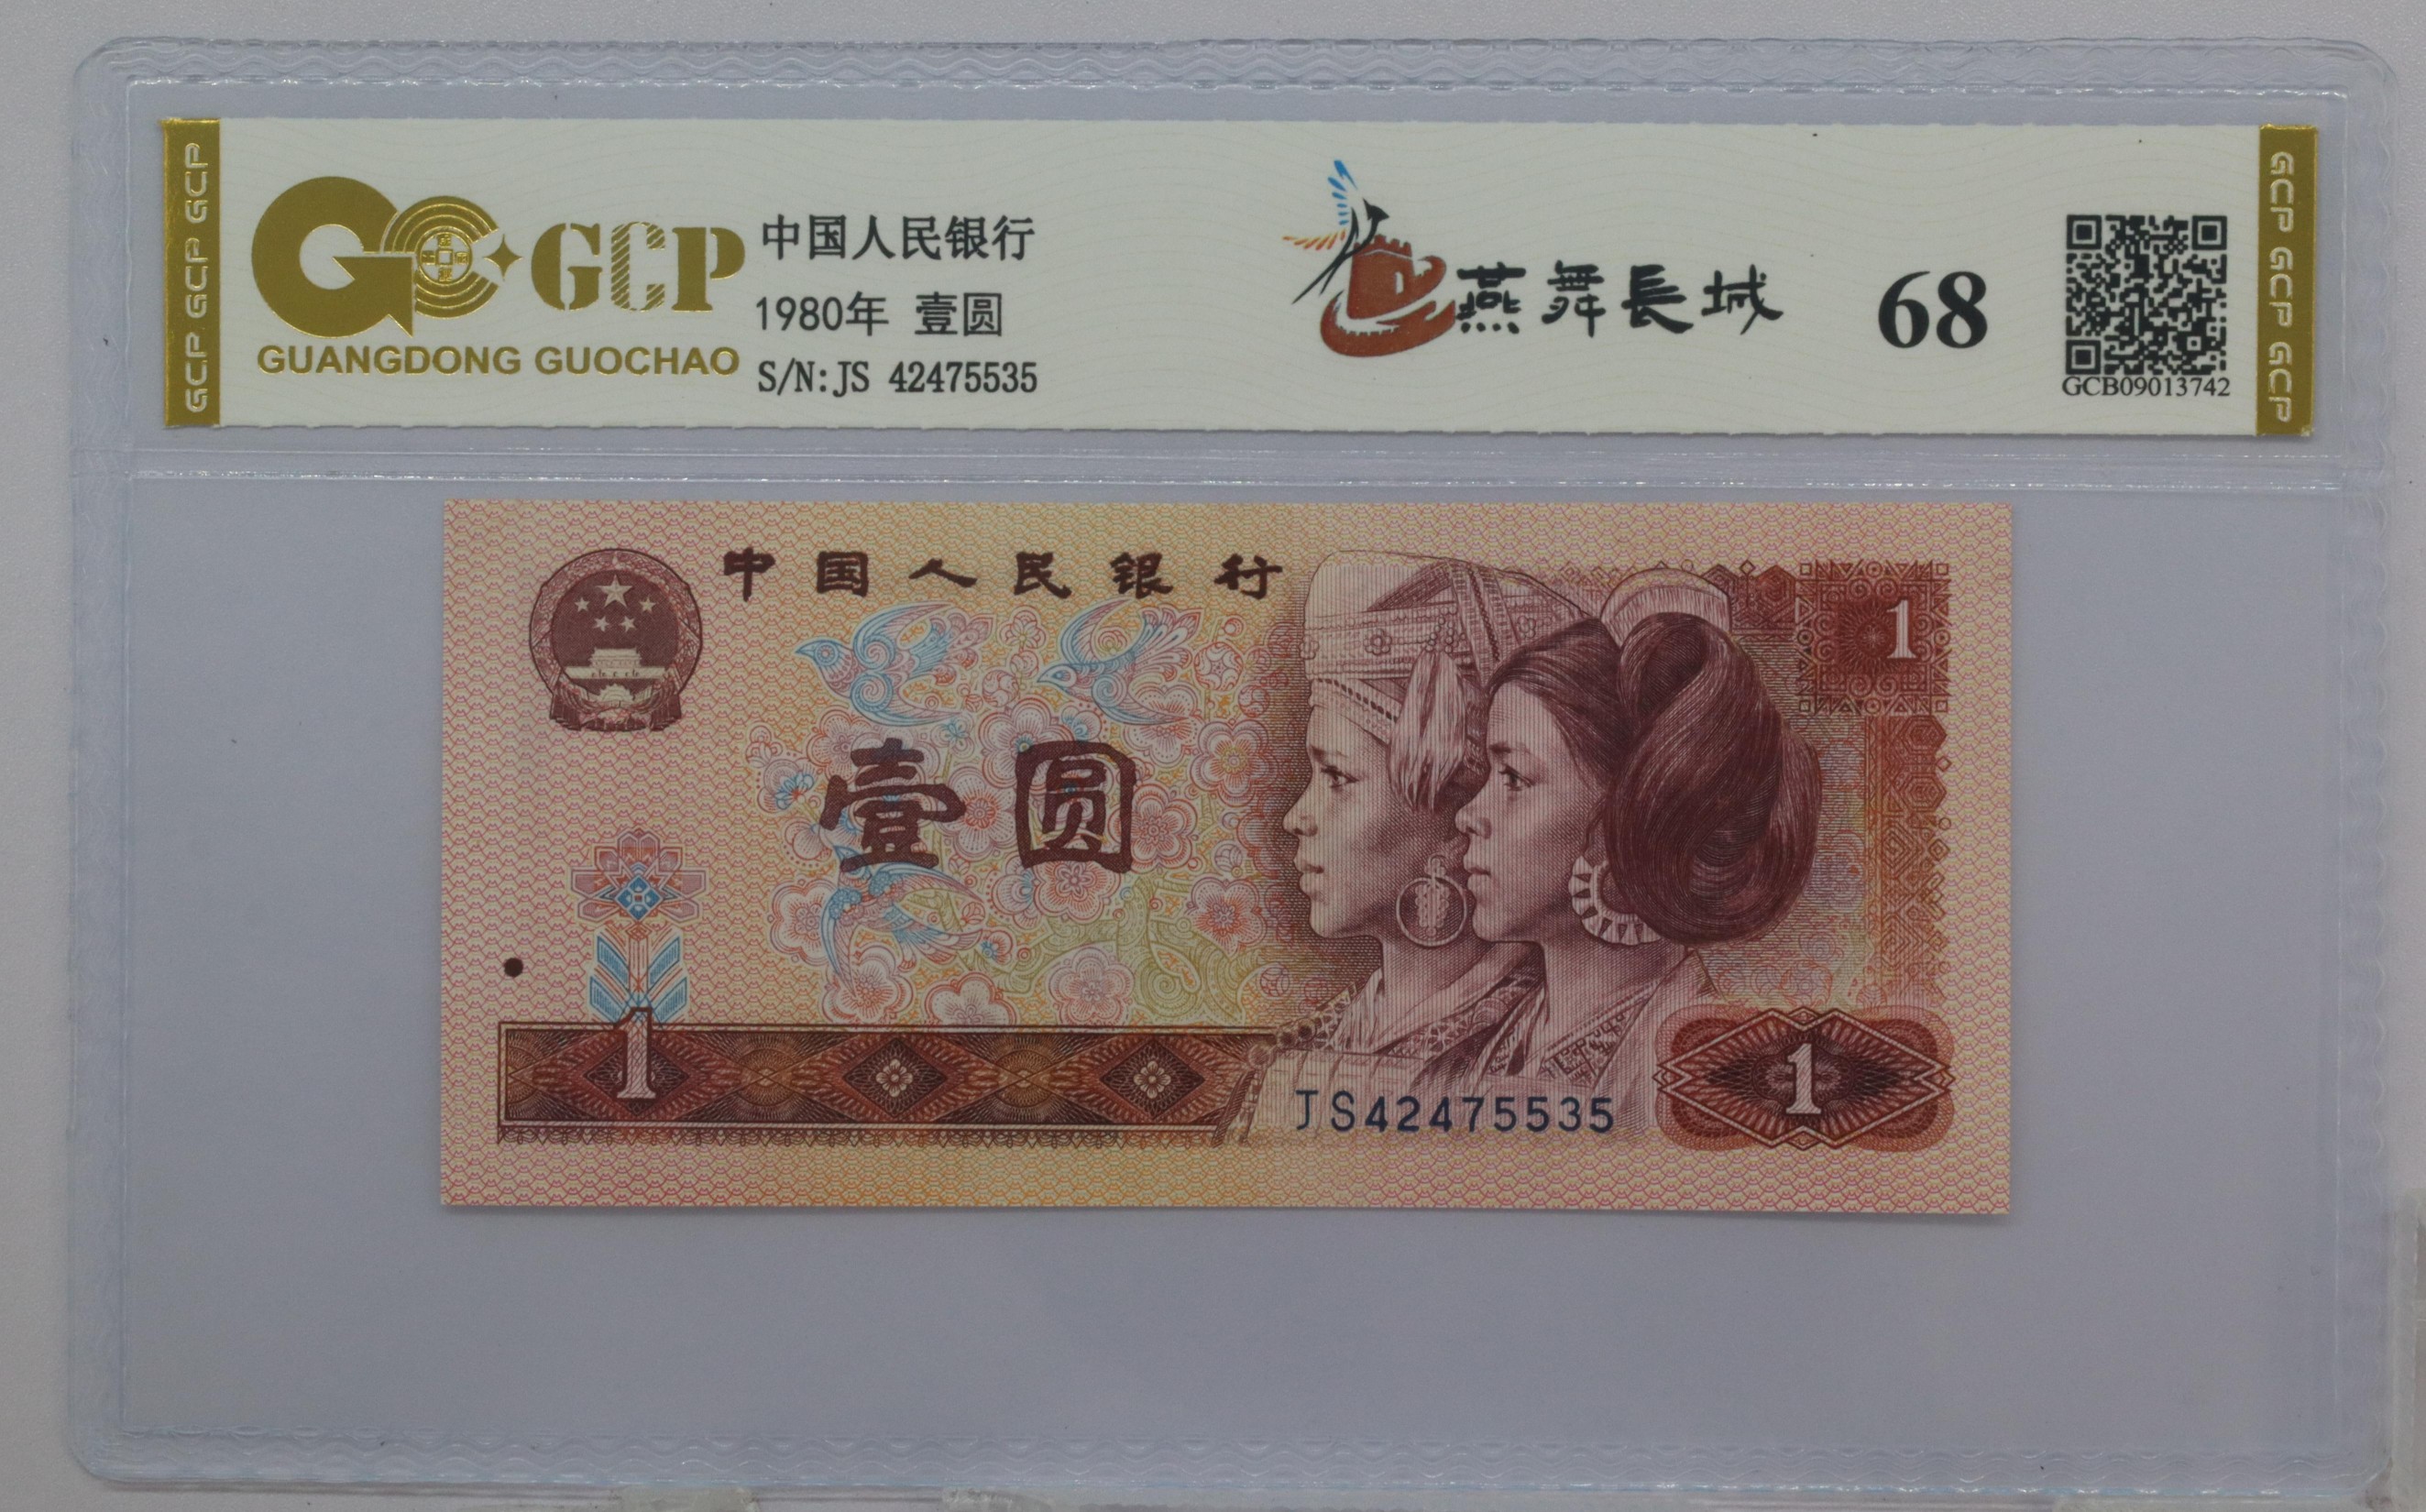 GCP GCP GCP
GCP
GUANGDONG GUOCHAO
中国人民银行
1980年 壹圆
S/N:JS 42475535
燕舞長城
68
GCB09013742
GCP GCP GCP
中国人民银行
1
壹圆
1
JS42475535
1